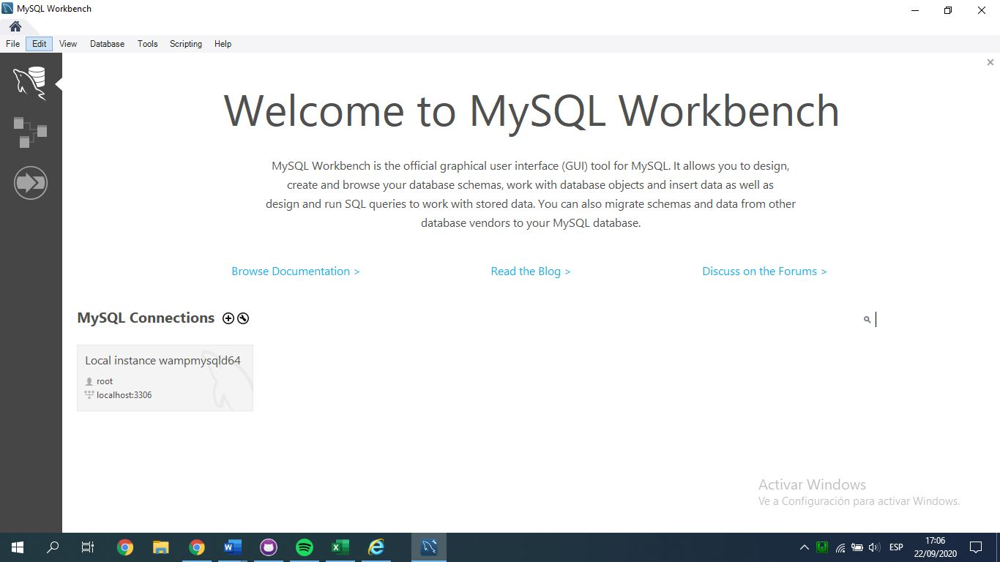 MySQL Workbench
File Edit View Database Tools Scripting Help
Welcome to MySQL Workbench
MySQL Workbench is the official graphical user interface (GUI) tool for MySQL. It allows you to design,
create and browse your database schemas, work with database objects and insert data as well as
design and run SQL queries to work with stored data. You can also migrate schemas and data from other
database vendors to your MySQL database.
Browse Documentation > Read the Blog > Discuss on the Forums >
MySQL Connections
Local instance wampmysqld64
root
localhost:3306
Activar Windows
Ve a Configuración para activar Windows.
ESP 17:06
22/09/2020